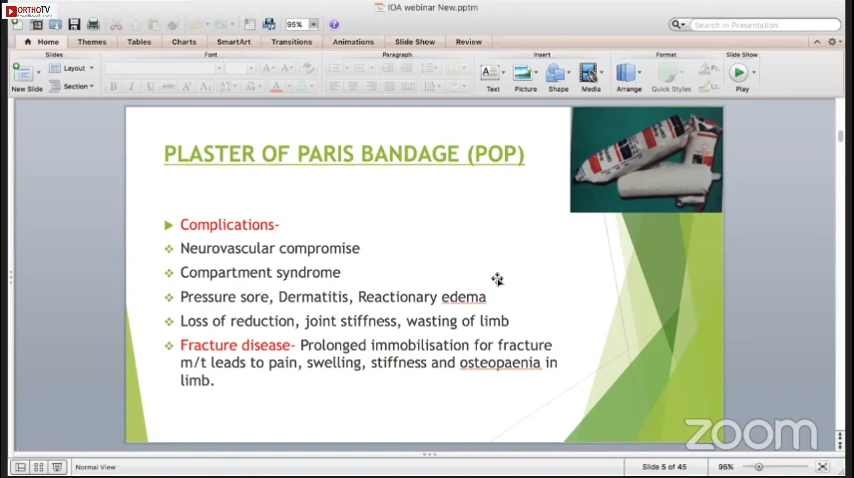 ORTHOTV
IOA webinar New.pptm
95%
Search in Presentation
Home Themes Tables Charts SmartArt Transitions Animations Slide Show Review
Slides Font Paragraph Insert Format Slide Show
Layout
Section
New Slide
Text Picture Shape Media Arrange Quick Styles Play
PLASTER OF PARIS BANDAGE (POP)
Complications-
Neurovascular compromise
Compartment syndrome
Pressure sore, Dermatitis, Reactionary edema
Loss of reduction, joint stiffness, wasting of limb
Fracture disease- Prolonged immobilisation for fracture
m/t leads to pain, swelling, stiffness and osteopaenia in
limb.
zoom
Normal View
Slide 5 of 45
95%